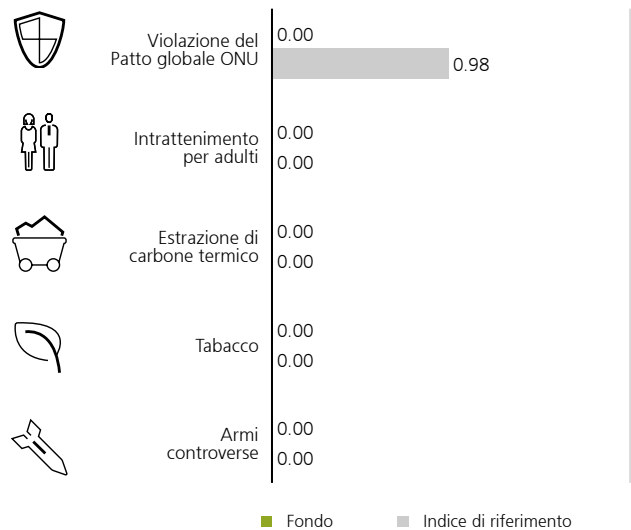 0.00
Violazione del
Patto globale ONU
0.98
Intrattenimento
per adulti
0.00
0.00
Estrazione di
carbone termico
0.00
0.00
Tabacco
0.00
0.00
Armi
controverse
0.00
0.00
Fondo
Indice di riferimento